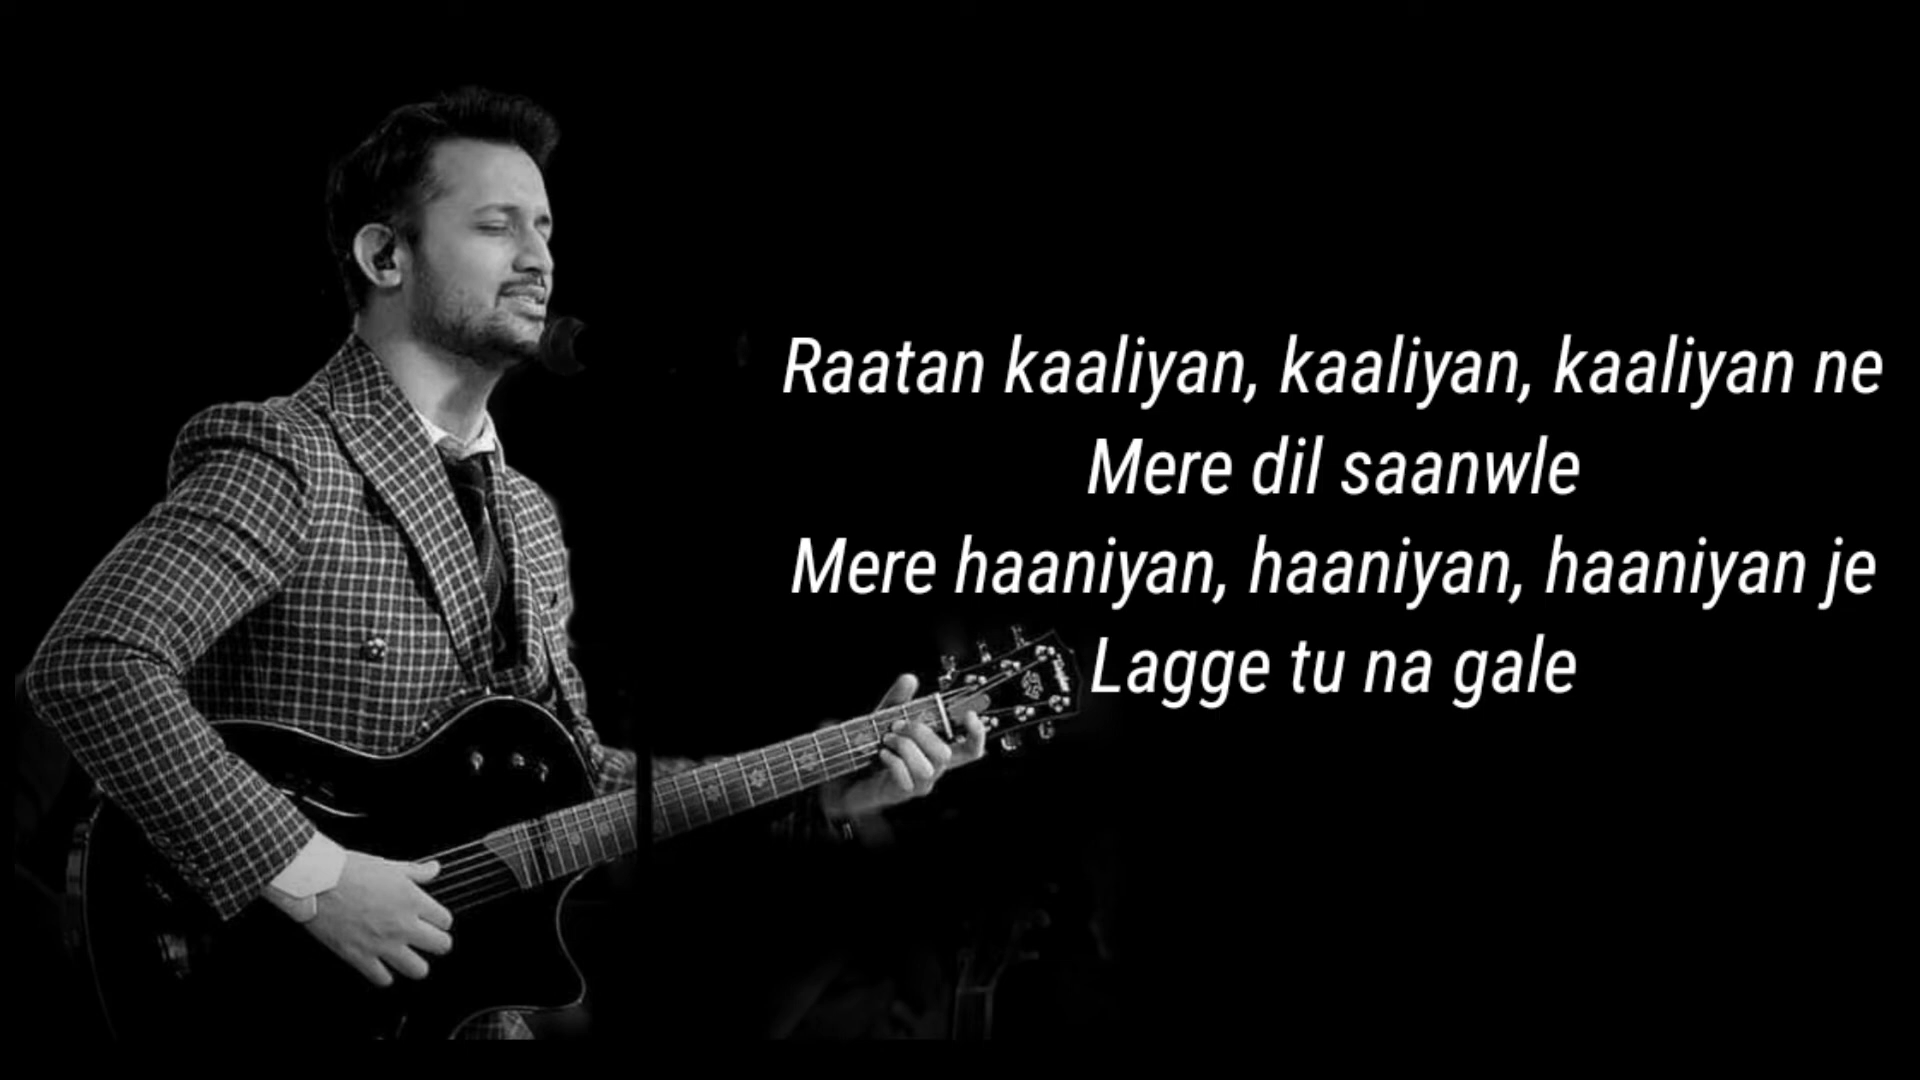 Raatan kaaliyan, kaaliyan, kaaliyan ne
Mere dil saanwle
Mere haaniyan, haaniyan, haaniyan je
Lagge tu na gale